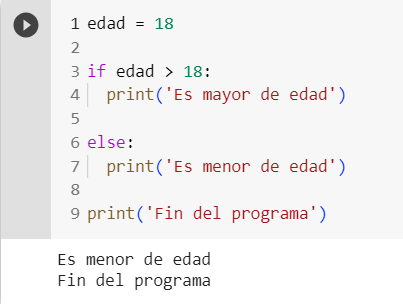 1 edad = 18
2
3 if edad > 18:
4   print('Es mayor de edad')
5
6 else:
7   print('Es menor de edad')
8
9 print('Fin del programa')
Es menor de edad
Fin del programa